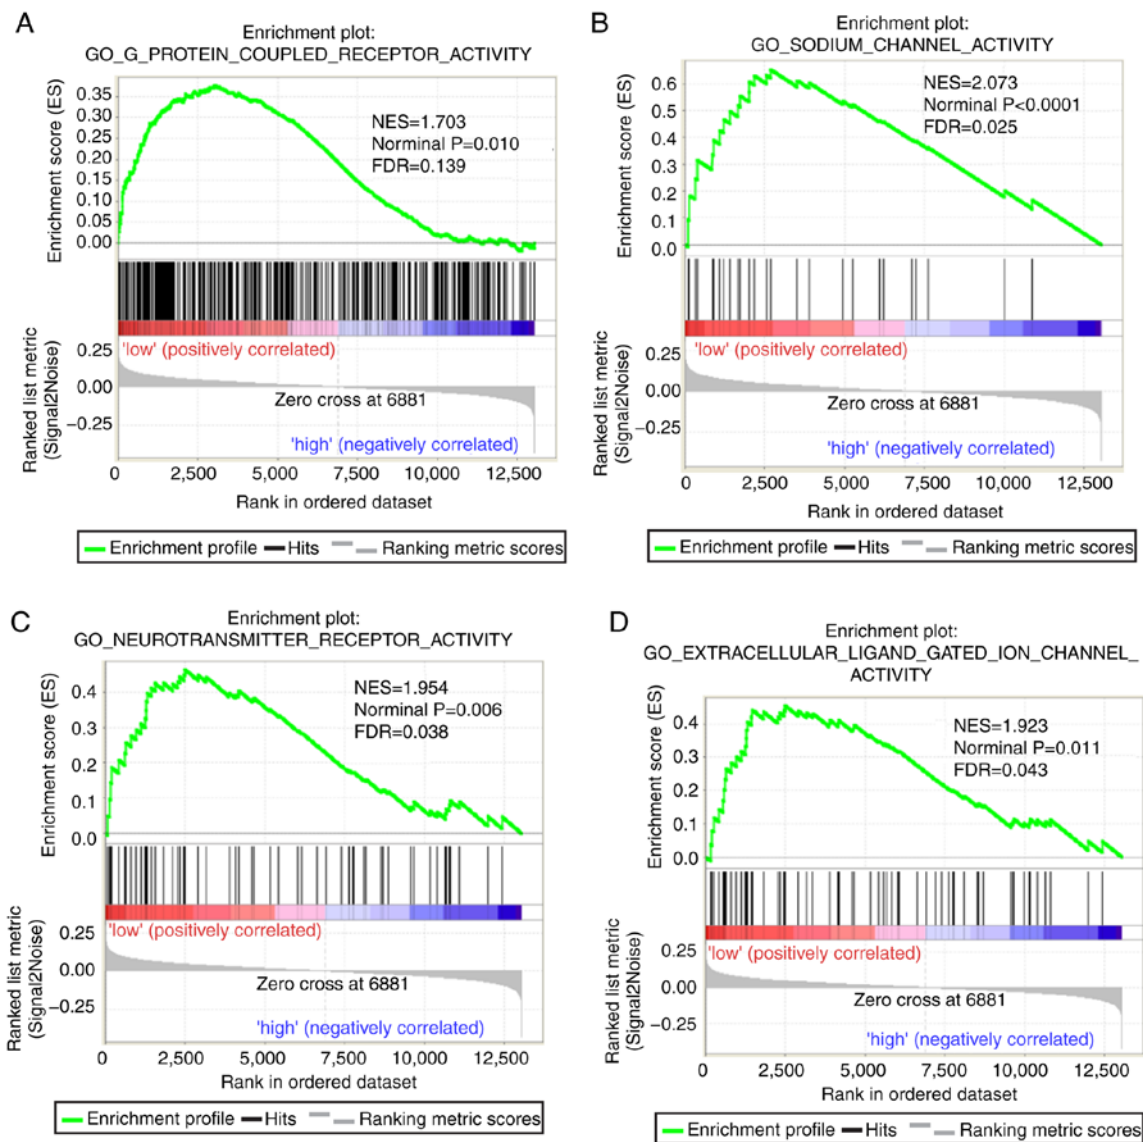 A
Enrichment plot:
GO_G_PROTEIN_COUPLED_RECEPTOR_ACTIVITY
Enrichment score (ES)
0.35
0.30
0.25
0.20
0.15
0.10
0.05
0.00
NES=1.703
Norminal P=0.010
FDR=0.139
Ranked list metric
(Signal2Noise)
0.25
0.00
−0.25
'low' (positively correlated)
Zero cross at 6881
'high' (negatively correlated)
0 2,500 5,000 7,500 10,000 12,500
Rank in ordered dataset
Enrichment profile Hits Ranking metric scores
B
Enrichment plot:
GO_SODIUM_CHANNEL_ACTIVITY
Enrichment score (ES)
0.6
0.5
0.4
0.3
0.2
0.1
0.0
NES=2.073
Norminal P<0.0001
FDR=0.025
Ranked list metric
(Signal2Noise)
0.25
0.00
−0.25
'low' (positively correlated)
Zero cross at 6881
'high' (negatively correlated)
0 2,500 5,000 7,500 10,000 12,500
Rank in ordered dataset
Enrichment profile Hits Ranking metric scores
C
Enrichment plot:
GO_NEUROTRANSMITTER_RECEPTOR_ACTIVITY
Enrichment score (ES)
0.4
0.3
0.2
0.1
0.0
NES=1.954
Norminal P=0.006
FDR=0.038
Ranked list metric
(Signal2Noise)
0.25
0.00
−0.25
'low' (positively correlated)
Zero cross at 6881
'high' (negatively correlated)
0 2,500 5,000 7,500 10,000 12,500
Rank in ordered dataset
Enrichment profile Hits Ranking metric scores
D
Enrichment plot:
GO_EXTRACELLULAR_LIGAND_GATED_ION_CHANNEL_
ACTIVITY
Enrichment score (ES)
0.4
0.3
0.2
0.1
0.0
NES=1.923
Norminal P=0.011
FDR=0.043
Ranked list metric
(Signal2Noise)
0.25
0.00
−0.25
'low' (positively correlated)
Zero cross at 6881
'high' (negatively correlated)
0 2,500 5,000 7,500 10,000 12,500
Rank in ordered dataset
Enrichment profile Hits Ranking metric scores